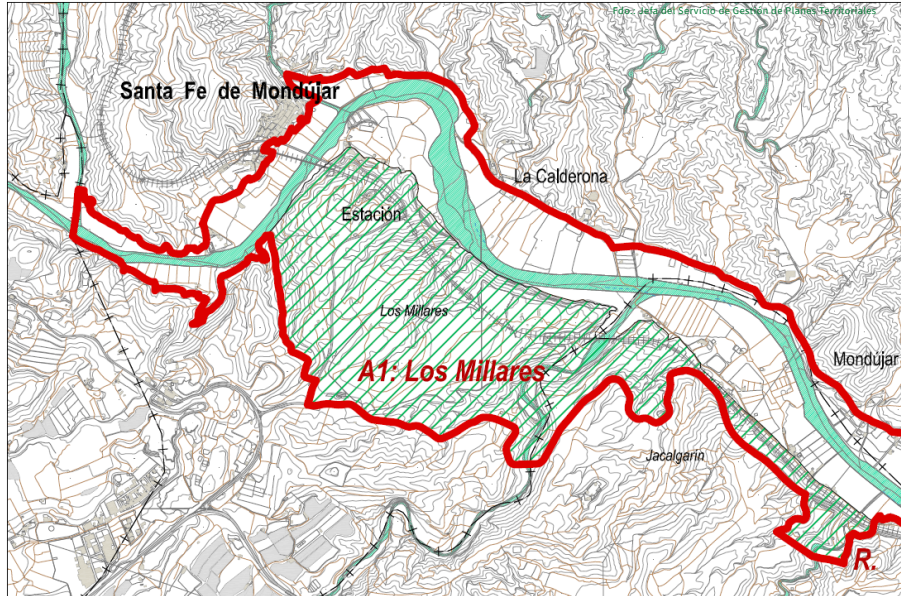 Fdo.: Jefa del Servicio de Gestión de Planes Territoriales
Santa Fe de Mondújar
La Calderona
Estación
Los Millares
Mondújar
A1: Los Millares
Jacalgarín
R.